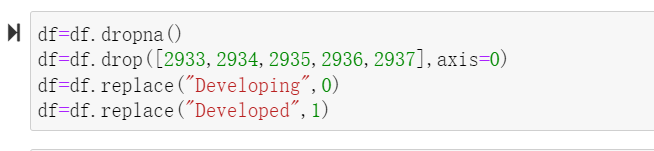 df=df.dropna()
df=df.drop([2933,2934,2935,2936,2937],axis=0)
df=df.replace("Developing",0)
df=df.replace("Developed",1)